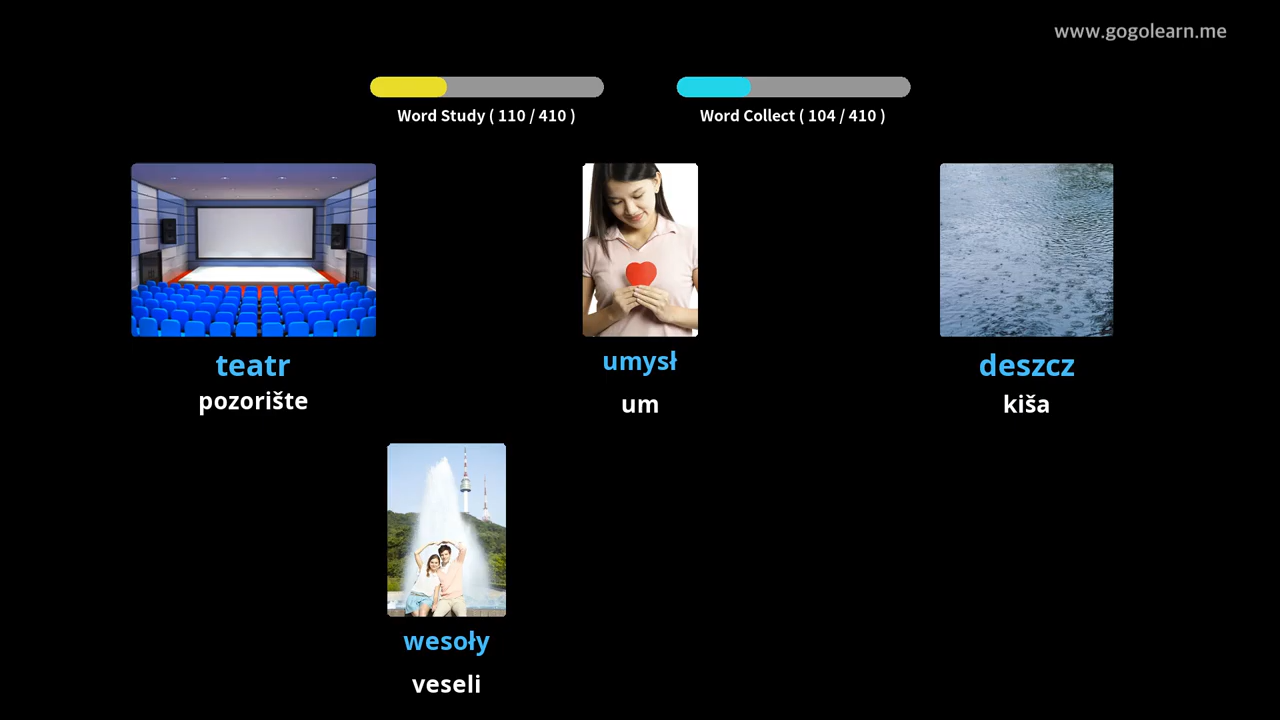 www.gogolearn.me
Word Study ( 110 / 410 )
Word Collect ( 104 / 410 )
teatr
pozorište
umysł
um
deszcz
kiša
wesoły
veseli